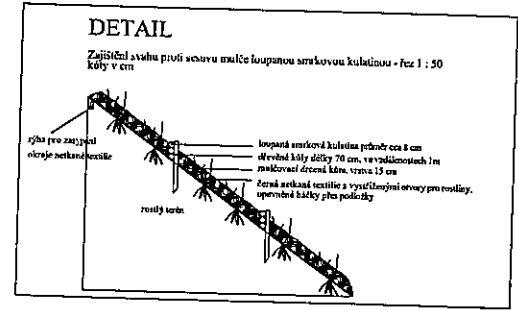 DETAIL
Zajištění svahu proti sesuvu mulče loupanou smrkovou kulatinou - řez 1 : 50
kóty v cm
rýha pro zasypání
okraje netkané textilie
loupaná smrková kulatina průměr cca 8 cm
dřevěné kůly délky 70 cm, ve vzdálenostech 1m
mulčovací drcená kůra, vrstva 15 cm
černá netkaná textilie s vystřiženými otvory pro rostliny,
upevněná háčky přes podložky
rostlý terén